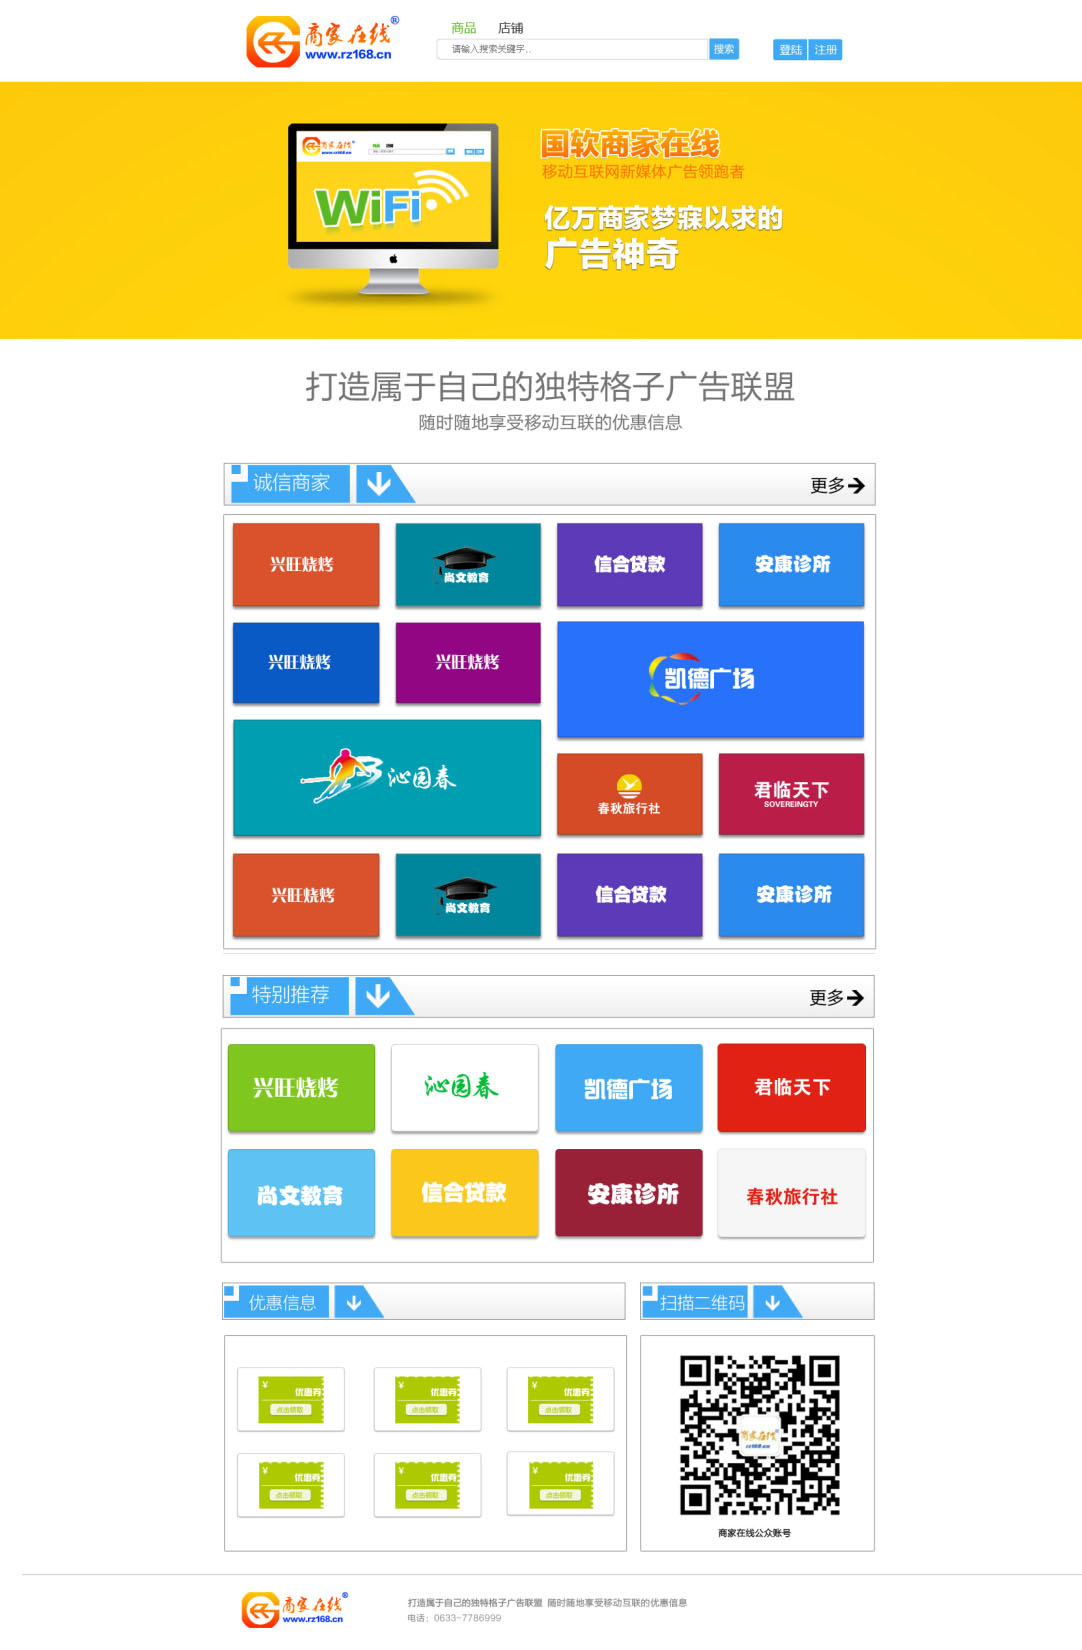 商家在线®
www.rz168.cn
商品 店铺
请输入搜索关键字..
搜索
登陆 注册
商家在线
WiFi
国软商家在线
移动互联网新媒体广告领跑者
亿万商家梦寐以求的
广告神奇
打造属于自己的独特格子广告联盟
随时随地享受移动互联的优惠信息
诚信商家
更多
兴旺烧烤
尚文教育
信合贷款
安康诊所
兴旺烧烤
兴旺烧烤
凯德广场
沁园春
春秋旅行社
君临天下
SOVEREINGTY
兴旺烧烤
尚文教育
信合贷款
安康诊所
特别推荐
更多
兴旺烧烤
沁园春
凯德广场
君临天下
尚文教育
信合贷款
安康诊所
春秋旅行社
优惠信息
扫描二维码
¥ 优惠券
点击领取
¥ 优惠券
点击领取
¥ 优惠券
点击领取
¥ 优惠券
点击领取
¥ 优惠券
点击领取
¥ 优惠券
点击领取
商家在线
rz168.cn
商家在线公众账号
商家在线®
www.rz168.cn
打造属于自己的独特格子广告联盟 随时随地享受移动互联的优惠信息
电话：0633-7786999